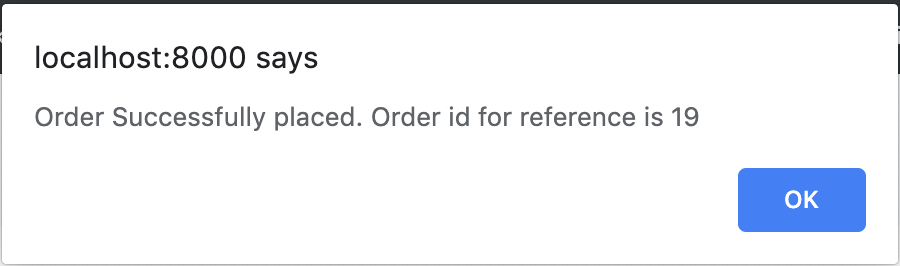 localhost:8000 says
Order Successfully placed. Order id for reference is 19
OK